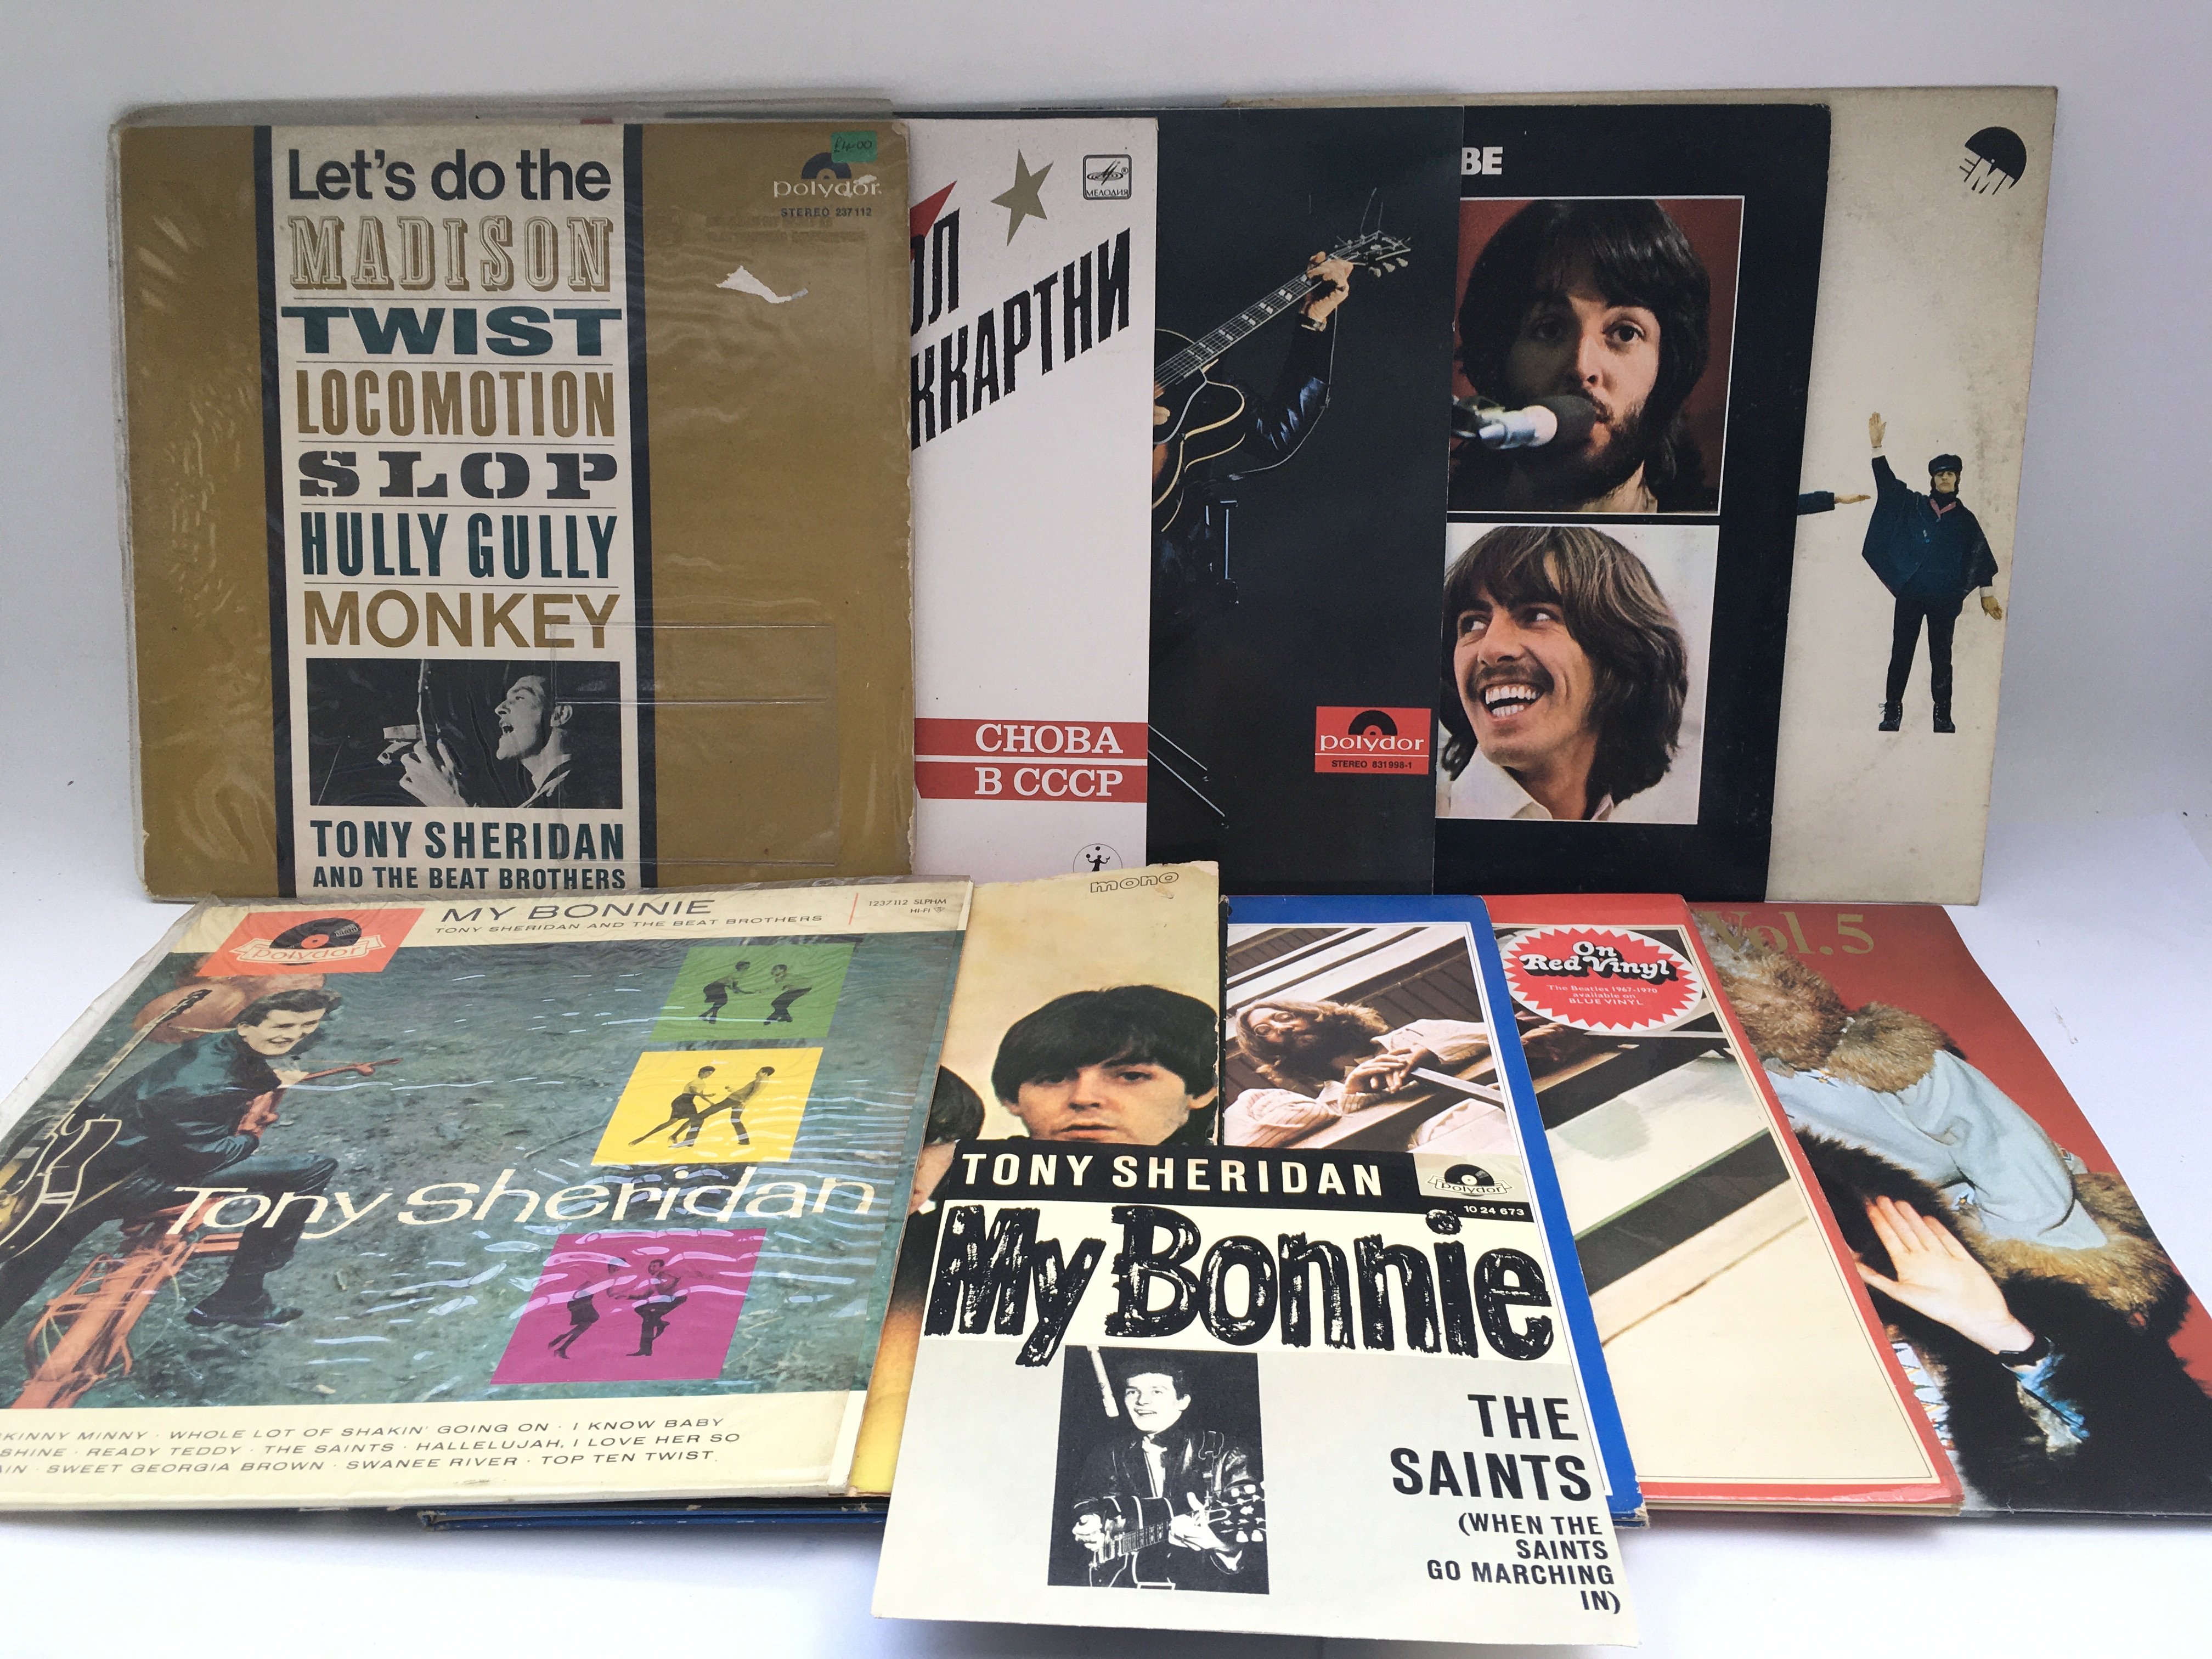 Let's do the
MADISON
TWIST
LOCOMOTION
SLOP
HULLY GULLY
MONKEY
TONY SHERIDAN
AND THE BEAT BROTHERS
£4.00
polydor
STEREO 237 112
МЕЛОДИЯ
ОЛ
ККАРТНИ
СНОВА
В СССР
polydor
STEREO 831 998-1
BE
EMI
polydor
MY BONNIE
TONY SHERIDAN AND THE BEAT BROTHERS
1237 112 SLPHM
HI-FI
Tony Sheridan
SKINNY MINNY · WHOLE LOT OF SHAKIN' GOING ON · I KNOW BABY
SHINE · READY TEDDY · THE SAINTS · HALLELUJAH, I LOVE HER SO
AIN · SWEET GEORGIA BROWN · SWANEE RIVER · TOP TEN TWIST
mono
TONY SHERIDAN
polydor
10 24 673
My Bonnie
THE
SAINTS
(WHEN THE
SAINTS
GO MARCHING
IN)
On
Red Vinyl
The Beatles 1967-1970
available on
BLUE VINYL
Vol.5